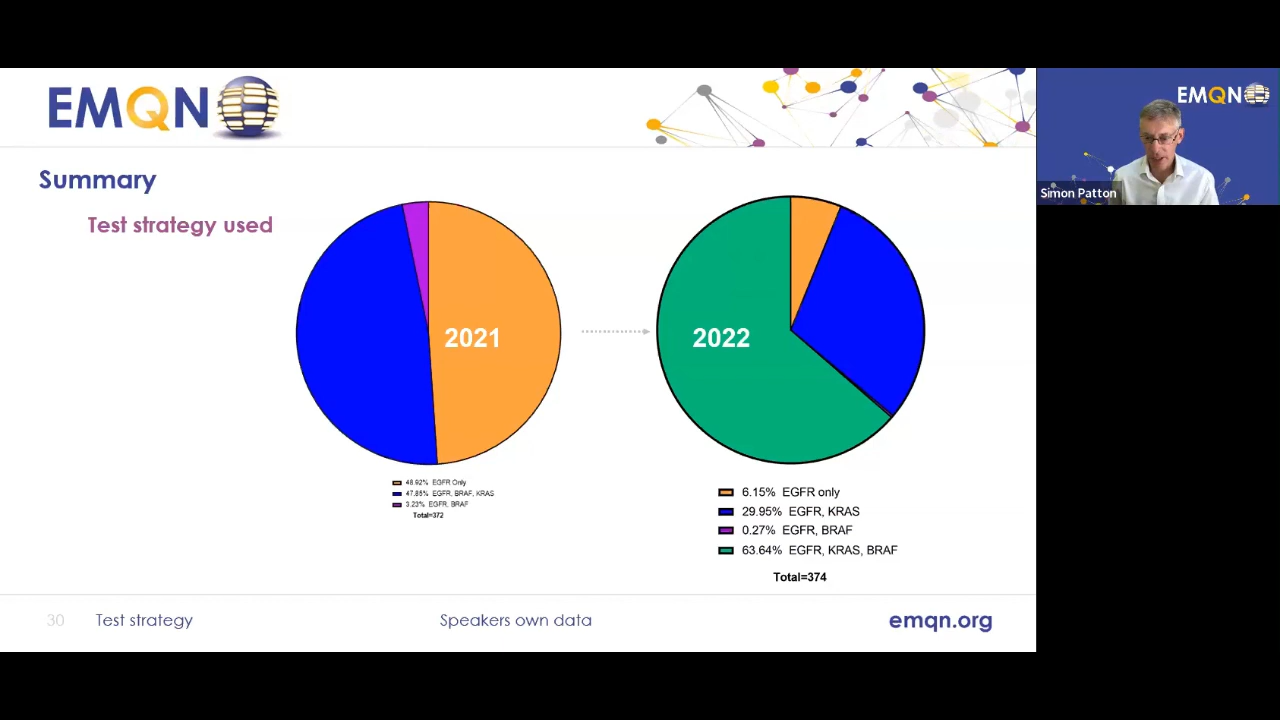 EMQN
EMQN
Simon Patton
Summary
Test strategy used
2021
2022
48.92% EGFR Only
47.85% EGFR, BRAF, KRAS
3.23% EGFR, BRAF
Total=372
6.15% EGFR only
29.95% EGFR, KRAS
0.27% EGFR, BRAF
63.64% EGFR, KRAS, BRAF
Total=374
30
Test strategy
Speakers own data
emqn.org